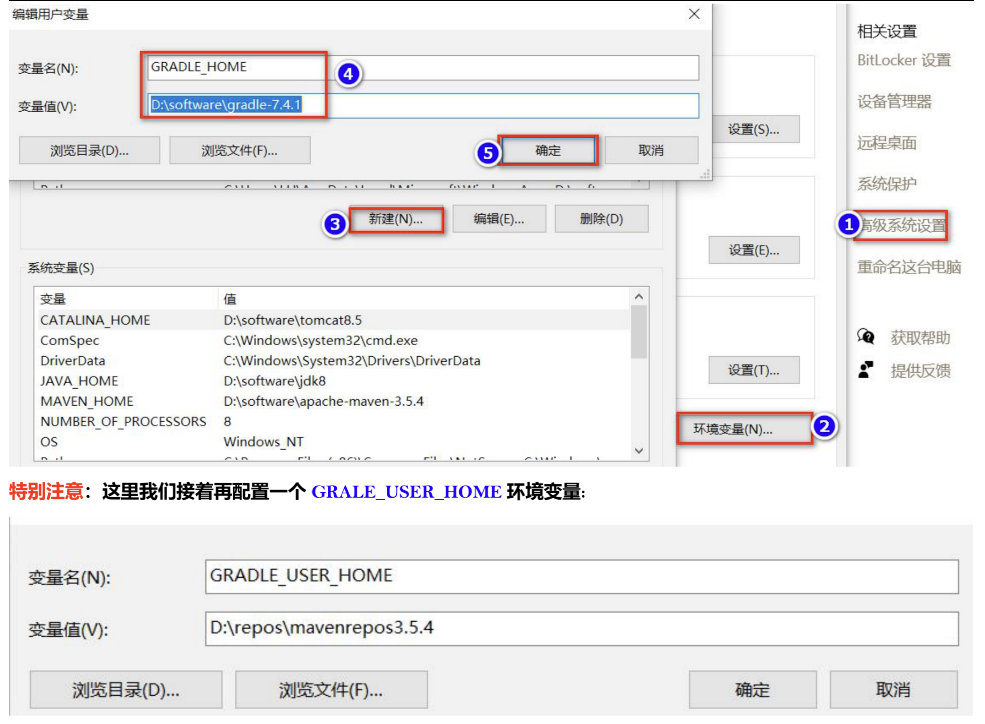 编辑用户变量
变量名(N):
GRADLE_HOME
4
变量值(V):
D:\software\gradle-7.4.1
浏览目录(D)...
浏览文件(F)...
5
确定
取消
3
新建(N)...
编辑(E)...
删除(D)
系统变量(S)
变量 值
CATALINA_HOME D:\software\tomcat8.5
ComSpec C:\Windows\system32\cmd.exe
DriverData C:\Windows\System32\Drivers\DriverData
JAVA_HOME D:\software\jdk8
MAVEN_HOME D:\software\apache-maven-3.5.4
NUMBER_OF_PROCESSORS 8
OS Windows_NT
设置(S)...
设置(E)...
设置(T)...
环境变量(N)...
2
相关设置
BitLocker 设置
设备管理器
远程桌面
系统保护
1
高级系统设置
重命名这台电脑
获取帮助
提供反馈
特别注意：这里我们接着再配置一个 GRALE_USER_HOME 环境变量:
变量名(N):
GRADLE_USER_HOME
变量值(V):
D:\repos\mavenrepos3.5.4
浏览目录(D)...
浏览文件(F)...
确定
取消